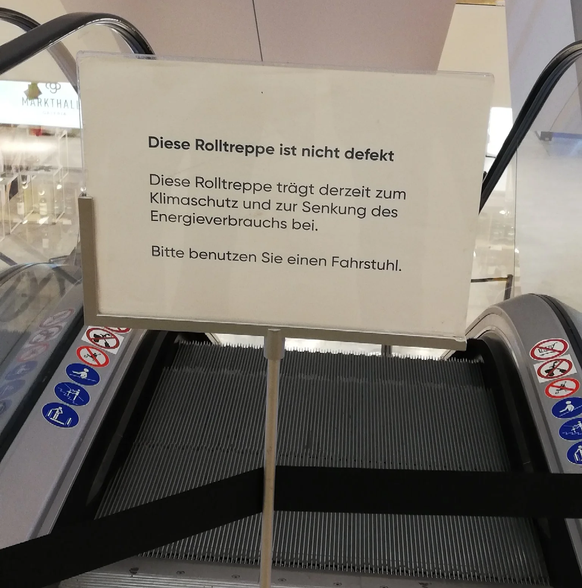 MARKTHALL
Diese Rolltreppe ist nicht defekt
Diese Rolltreppe trägt derzeit zum
Klimaschutz und zur Senkung des
Energieverbrauchs bei.
Bitte benutzen Sie einen Fahrstuhl.